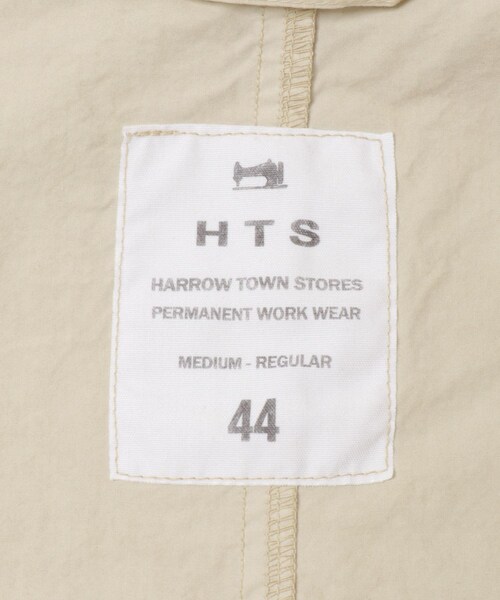 HTS
HARROW TOWN STORES
PERMANENT WORK WEAR
MEDIUM - REGULAR
44